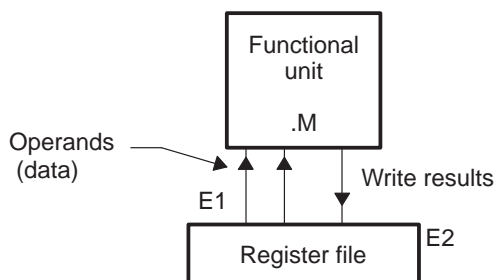 Functional
unit
.M
Operands
(data)
Write results
E1
E2
Register file